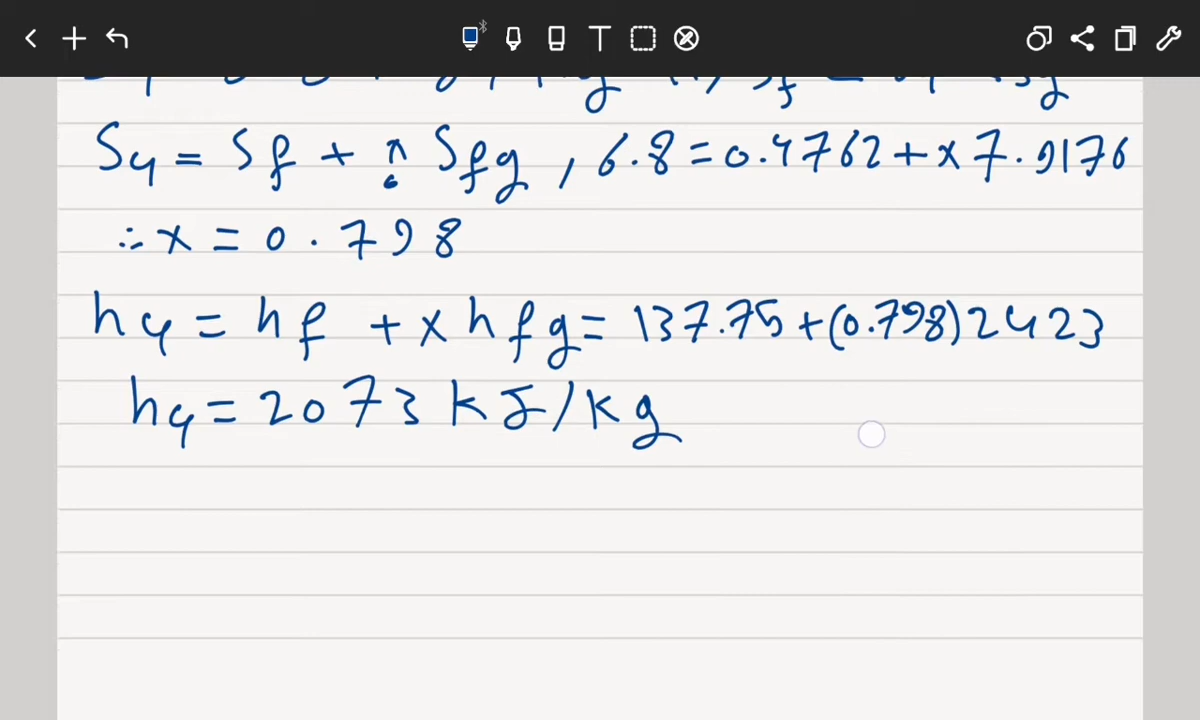 S4 = Sf + x Sfg, 6.8 = 0.4762 + x 7.9176
∴ x = 0.798
h4 = hf + x hfg = 137.75 + (0.798) 2423
h4 = 2073 kJ/kg